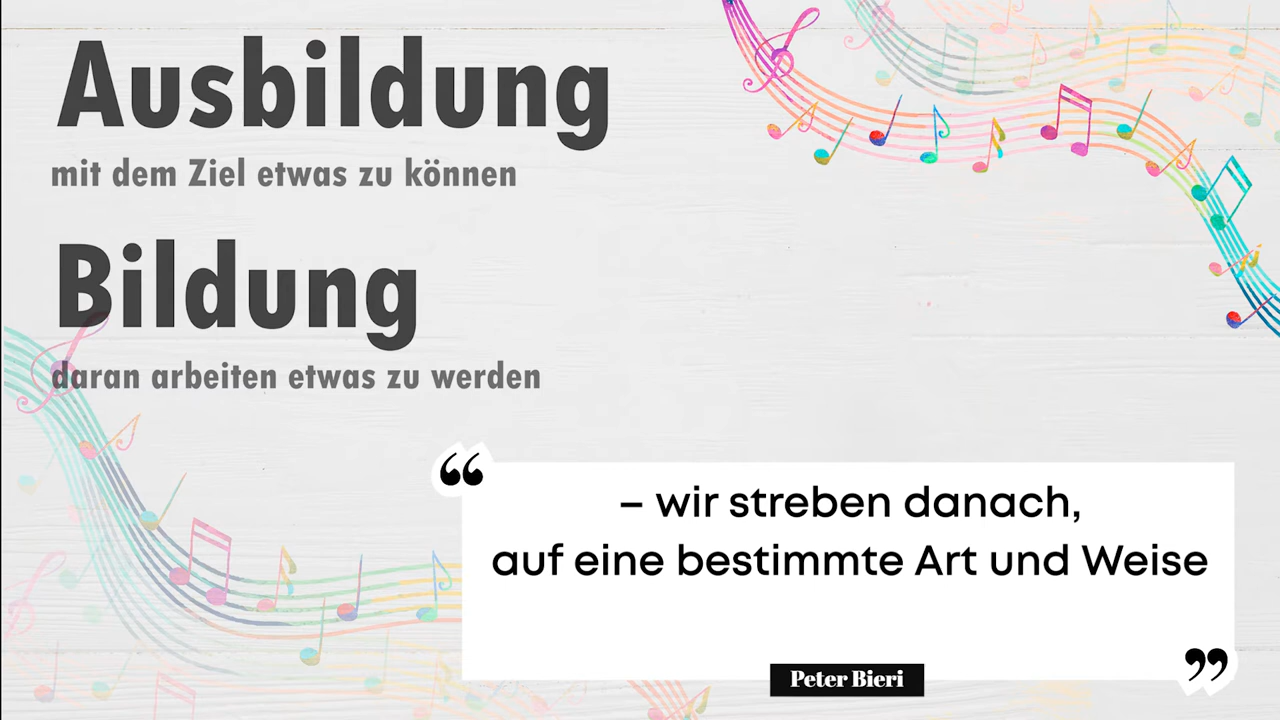 Ausbildung
mit dem Ziel etwas zu können
Bildung
daran arbeiten etwas zu werden
“
– wir streben danach,
auf eine bestimmte Art und Weise
”
Peter Bieri